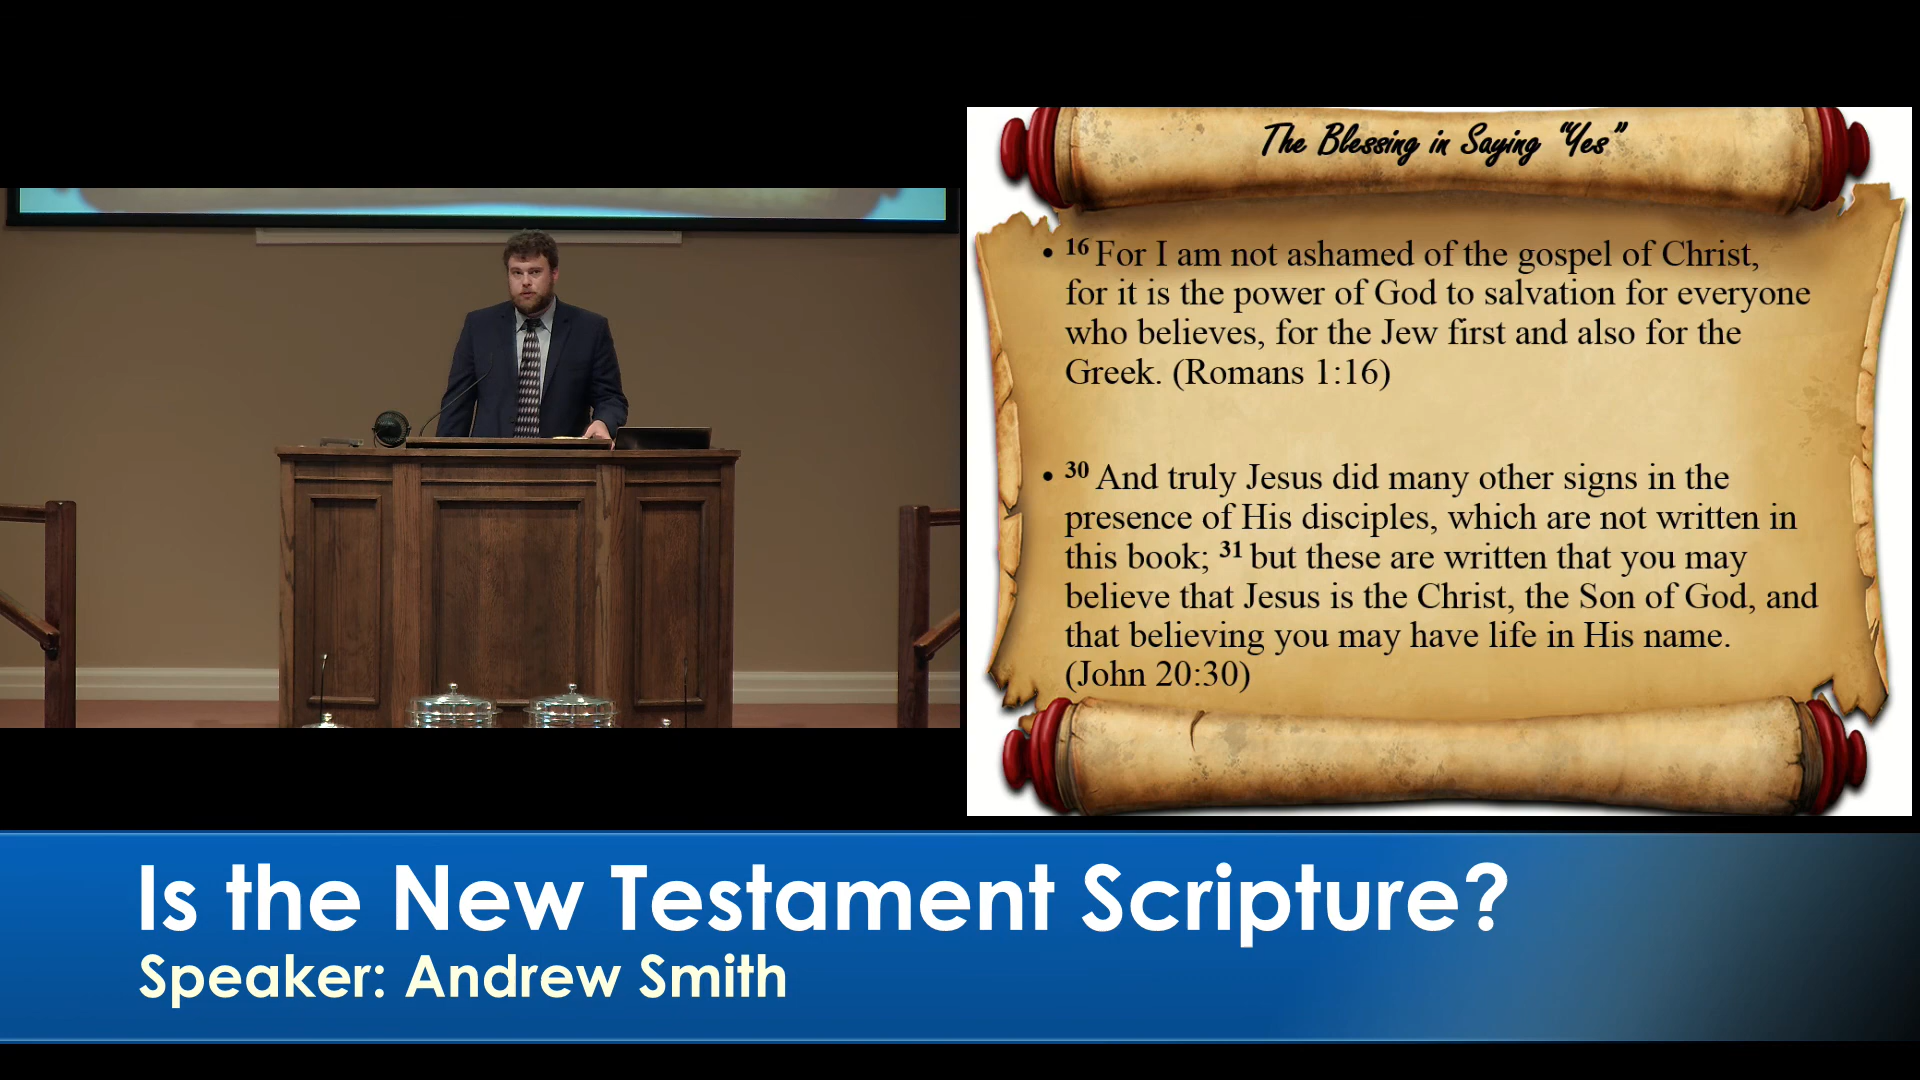 The Blessing in Saying "Yes"
• 16 For I am not ashamed of the gospel of Christ,
for it is the power of God to salvation for everyone
who believes, for the Jew first and also for the
Greek. (Romans 1:16)
• 30 And truly Jesus did many other signs in the
presence of His disciples, which are not written in
this book; 31 but these are written that you may
believe that Jesus is the Christ, the Son of God, and
that believing you may have life in His name.
(John 20:30)
Is the New Testament Scripture?
Speaker: Andrew Smith